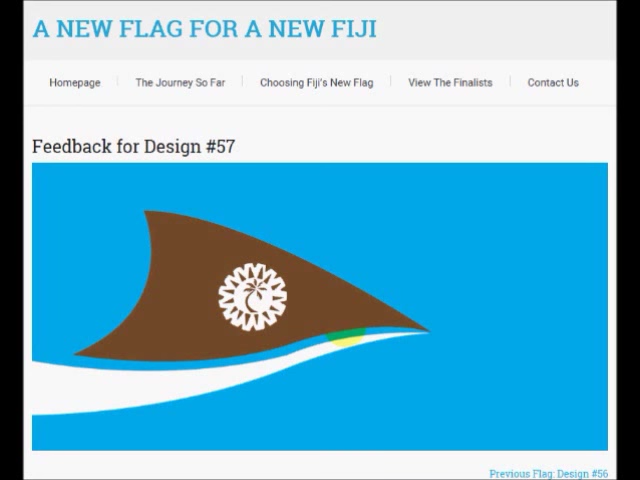 A NEW FLAG FOR A NEW FIJI
Homepage
The Journey So Far
Choosing Fiji's New Flag
View The Finalists
Contact Us
Feedback for Design #57
Previous Flag: Design #56